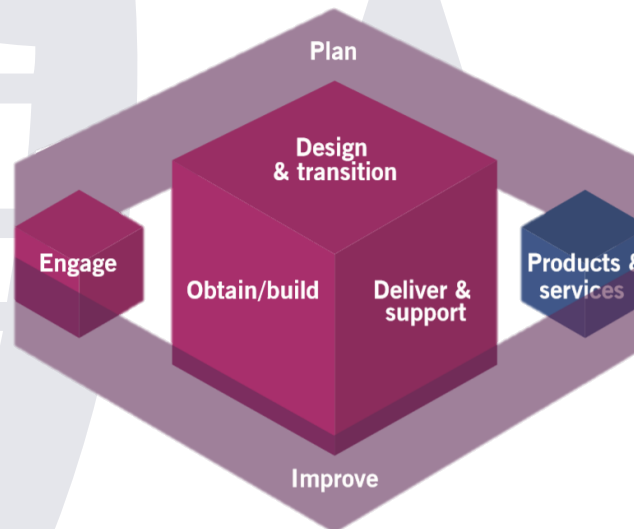 Plan
Design
& transition
Engage
Obtain/build
Deliver &
support
Products &
services
Improve